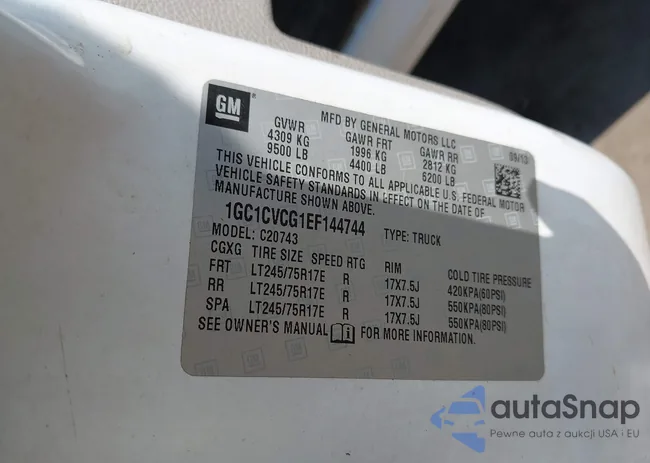 GM
MFD BY GENERAL MOTORS LLC
09/13
GVWR GAWR FRT GAWR RR
4309 KG 1996 KG 2812 KG
9500 LB 4400 LB 6200 LB
THIS VEHICLE CONFORMS TO ALL APPLICABLE U.S. FEDERAL MOTOR
VEHICLE SAFETY STANDARDS IN EFFECT ON THE DATE OF
MANUFACTURE SHOWN ABOVE.
1GC1CVCG1EF144744
MODEL: C20743 TYPE: TRUCK
CGXG TIRE SIZE SPEED RTG RIM COLD TIRE PRESSURE
FRT LT245/75R17E R 17X7.5J 420KPA(60PSI)
RR LT245/75R17E R 17X7.5J 550KPA(80PSI)
SPA LT245/75R17E R 17X7.5J 550KPA(80PSI)
SEE OWNER'S MANUAL FOR MORE INFORMATION.
autaSnap
Pewne auta z aukcji USA i EU